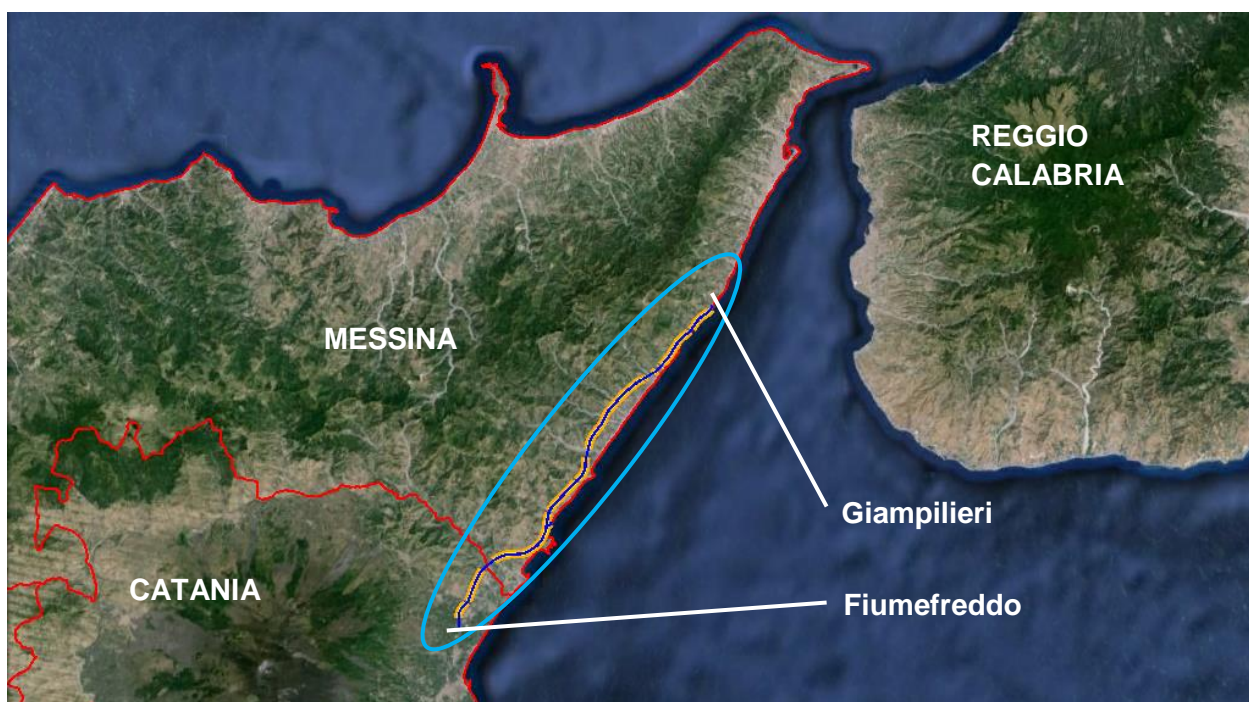 REGGIO
CALABRIA
MESSINA
Giampilieri
CATANIA
Fiumefreddo